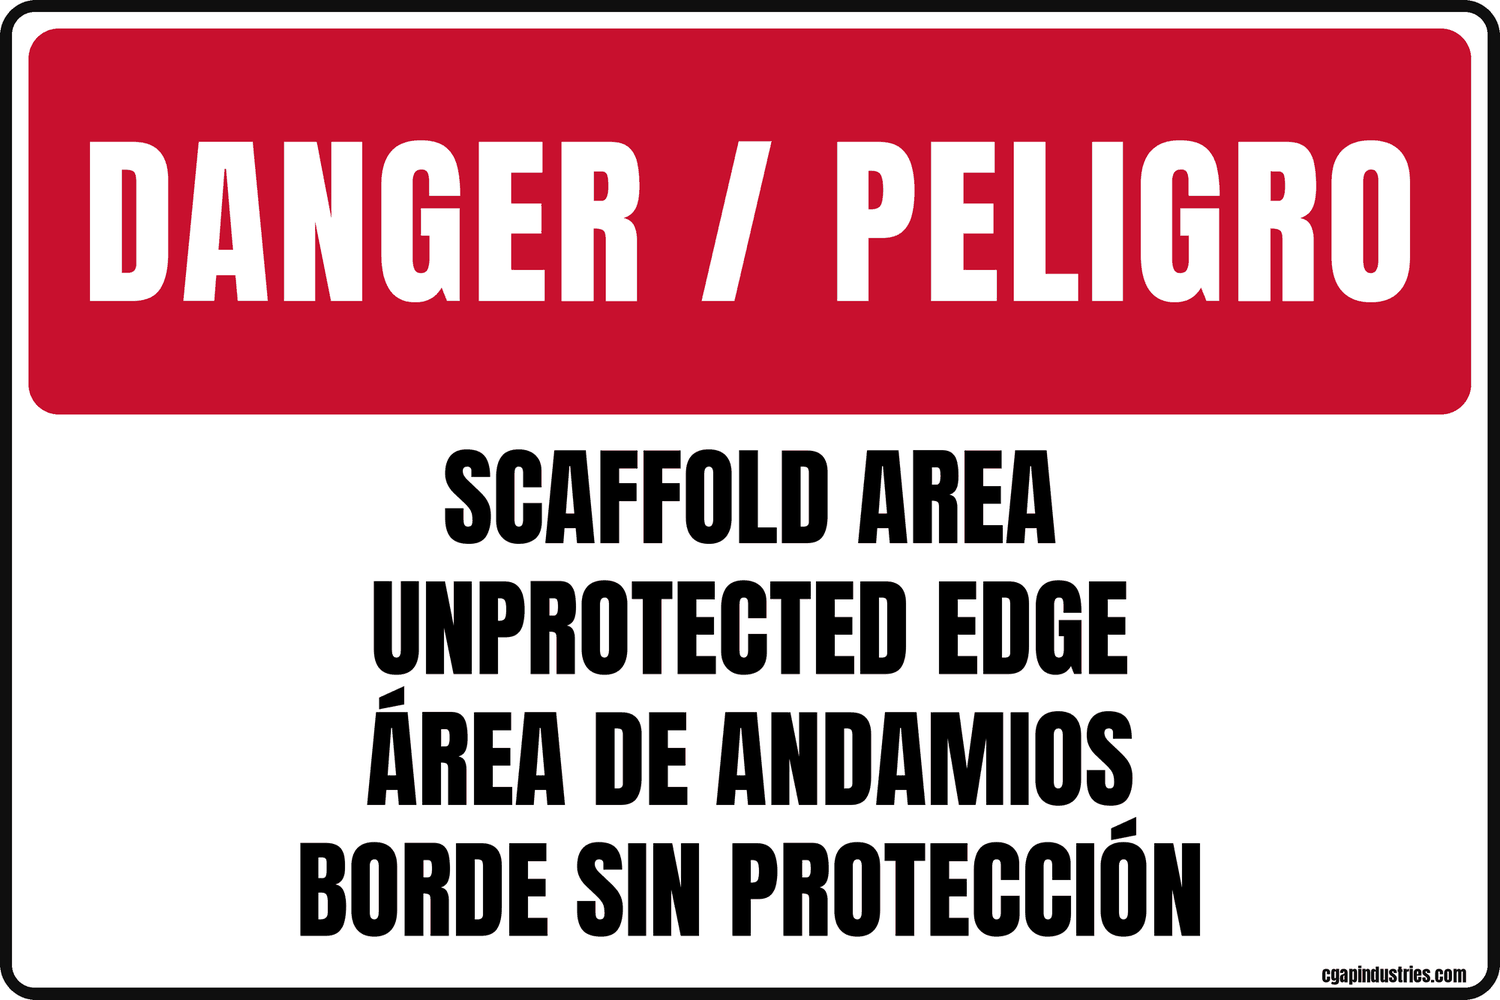 DANGER / PELIGRO
SCAFFOLD AREA
UNPROTECTED EDGE
ÁREA DE ANDAMIOS
BORDE SIN PROTECCIÓN
cgapindustries.com